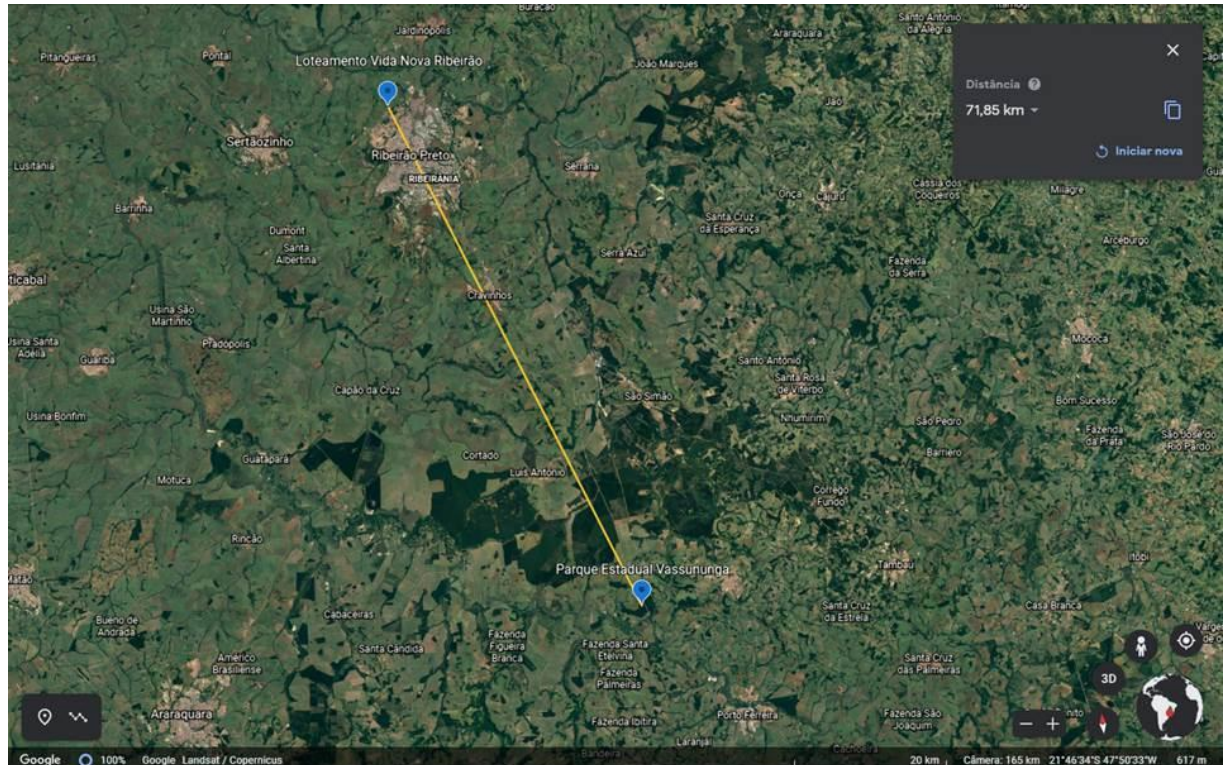 Buracão
Santo Antônio
da Alegria
Jardinópolis
Araraquara
Pitangueiras
Pontal
Loteamento Vida Nova Ribeirão
João Marques
Distância
71,85 km
Iniciar nova
Jaó
Sertãozinho
Ribeirão Preto
RIBEIRÂNIA
Lusitânia
Serrana
Onça
Cajuru
Cássia dos
Coqueiros
Milagre
Barrinha
Dumont
Santa
Albertina
Santa Cruz
da Esperança
Serra Azul
Arceburgo
Fazenda
da Serra
ticabal
Cravinhos
Usina São
Martinho
Usina Santa
Adélia
Guariba
Pradópolis
Mococa
Santo Antônio
Santa Rosa
de Viterbo
Capão da Cruz
São Simão
Bom Sucesso
Usina Bonfim
Nhumirim
São Pedro
Fazenda
da Prata
São José do
Rio Pardo
Guatapará
Cortado
Barriero
Motuca
Luís Antônio
Córrego
Fundo
Rincão
Parque Estadual Vassununga
Tambaú
Itobi
Matão
Cabaceiras
Santa Cruz
da Estrela
Casa Branca
Bueno de
Andrada
Fazenda
Figueira
Branca
Fazenda Santa
Etelvina
Santa Cândida
Américo
Brasiliense
Fazenda
Palmeiras
Santa Cruz
das Palmeiras
3D
Araraquara
Fazenda Ibitira
Porto Ferreira
Fazenda São
Joaquim
Laranjal
Cachoeira
Bandeira
Google 100% Google Landsat / Copernicus 20 km Câmera: 165 km 21°46'34"S 47°50'33"W 617 m